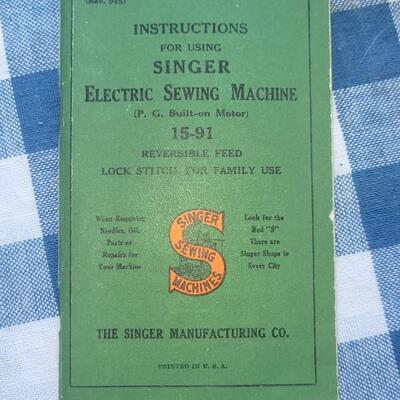 (Rev. 945)
INSTRUCTIONS
FOR USING
SINGER
ELECTRIC SEWING MACHINE
(P. G. Built-on Motor)
15-91
REVERSIBLE FEED
LOCK STITCH FOR FAMILY USE
When Requiring
Needles, Oil,
Parts or
Repairs for
Your Machine
SINGER
SEWING
MACHINES
Look for the
Red "S"
There are
Singer Shops in
Every City
THE SINGER MANUFACTURING CO.
PRINTED IN U. S. A.